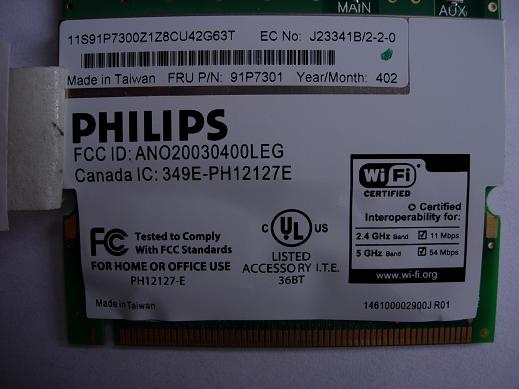 MAIN
AUX
11S91P7300Z1Z8CU42G63T EC No: J23341B/2-2-0
Made in Taiwan FRU P/N: 91P7301 Year/Month: 402
PHILIPS
FCC ID: ANO20030400LEG
Canada IC: 349E-PH12127E
Wi Fi
CERTIFIED
Certified
Interoperability for:
2.4 GHz Band 11 Mbps
5 GHz Band 54 Mbps
www.wi-fi.org
FC Tested to Comply
With FCC Standards
FOR HOME OR OFFICE USE
PH12127-E
C UL US
LISTED
ACCESSORY I.T.E.
36BT
Made in Taiwan
146100002900J R01